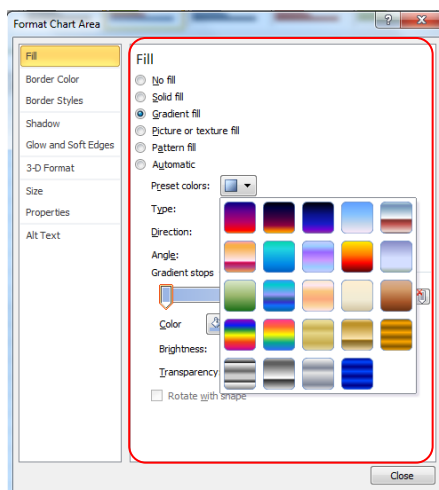 Format Chart Area
Fill
Border Color
Border Styles
Shadow
Glow and Soft Edges
3-D Format
Size
Properties
Alt Text
Fill
No fill
Solid fill
Gradient fill
Picture or texture fill
Pattern fill
Automatic
Preset colors:
Type:
Direction:
Angle:
Gradient stops
Color
Brightness:
Transparency
Rotate with shape
Close